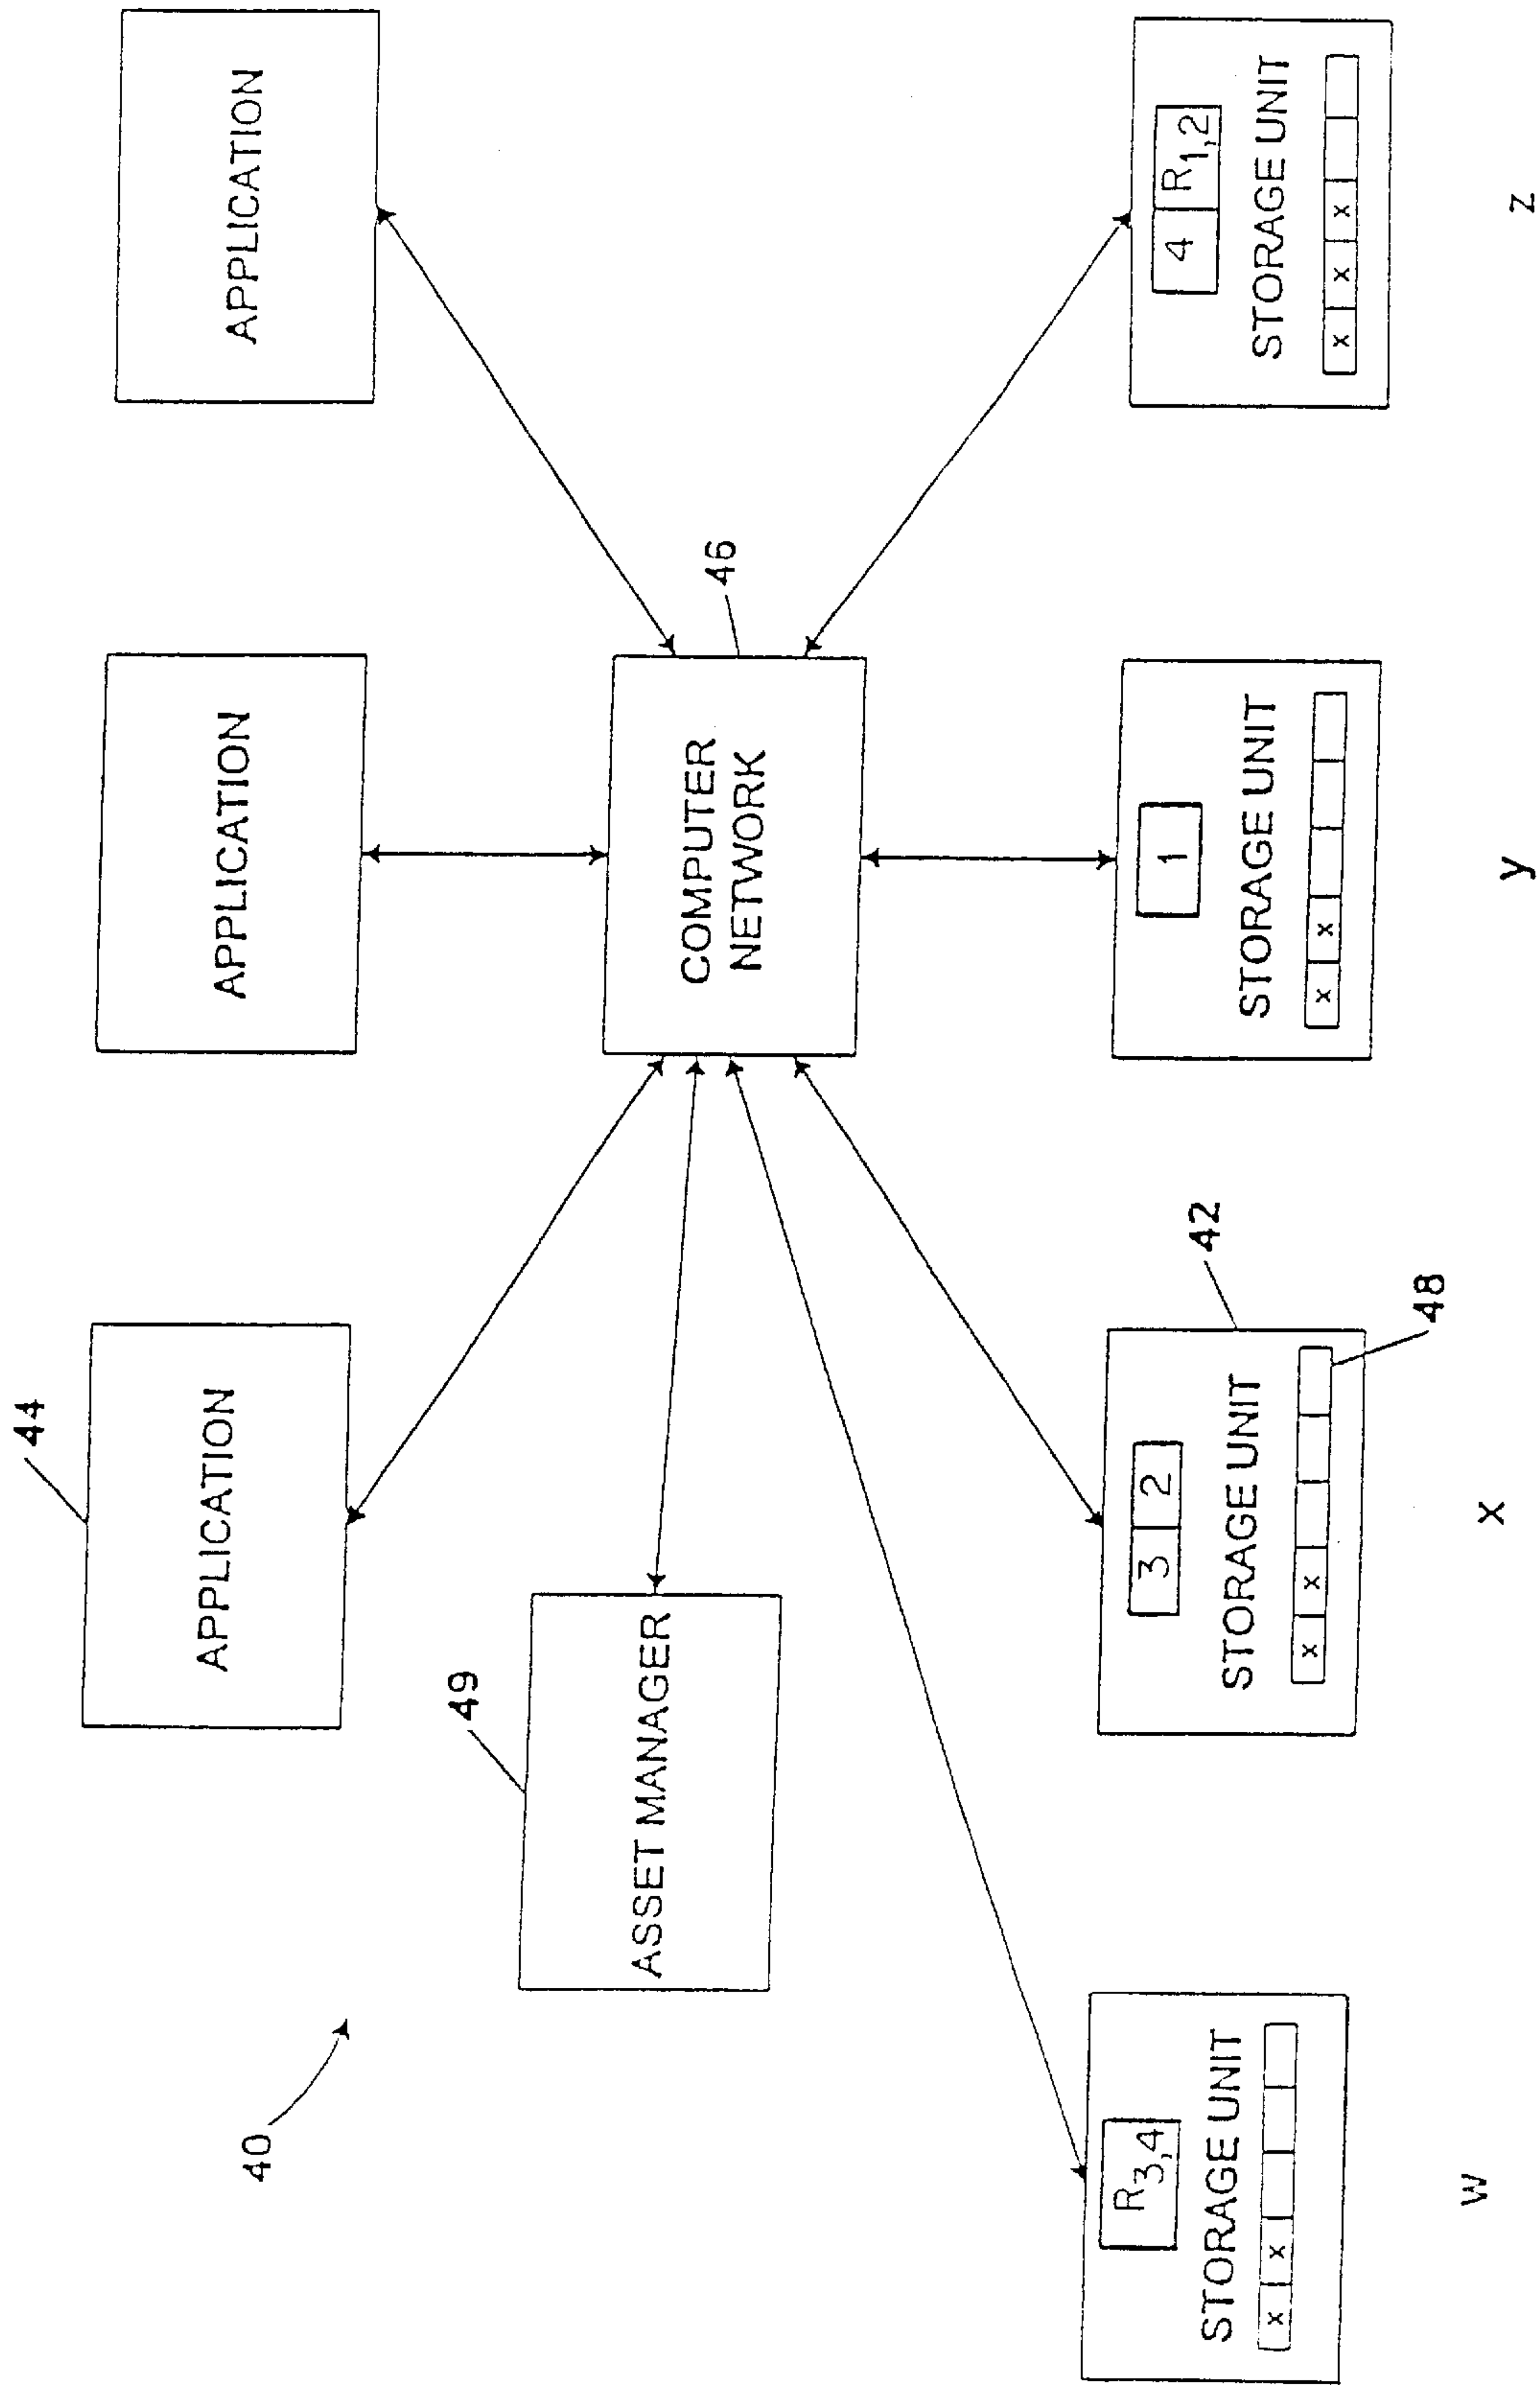 44
APPLICATION
APPLICATION
APPLICATION
40
49
ASSET MANAGER
COMPUTER
NETWORK
46
42
R3,4
STORAGE UNIT
x x
w
3 2
STORAGE UNIT
x x
48
x
1
STORAGE UNIT
x x
y
4 R1,2
STORAGE UNIT
x x x
z